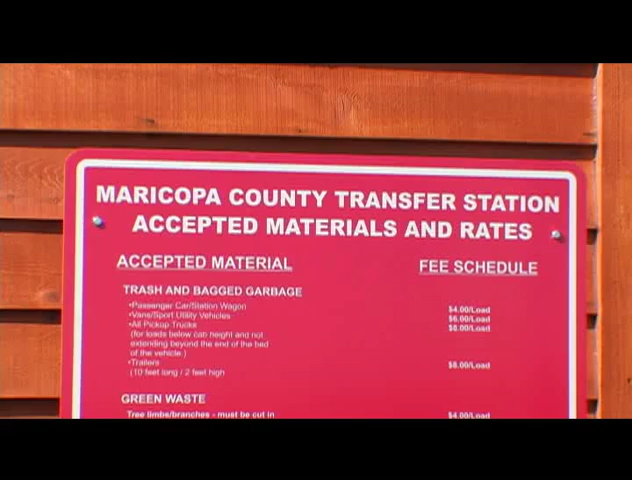 MARICOPA COUNTY TRANSFER STATION
ACCEPTED MATERIALS AND RATES
ACCEPTED MATERIAL FEE SCHEDULE
TRASH AND BAGGED GARBAGE
•Passenger Car/Station Wagon $4.00/Load
•Vans/Sport Utility Vehicles $6.00/Load
•All Pickup Trucks $8.00/Load
(for loads below cab height and not
extending beyond the end of the bed
of the vehicle.)
•Trailers $8.00/Load
(10 feet long / 2 feet high
GREEN WASTE
Tree limbs/branches - must be cut in $4.00/Load